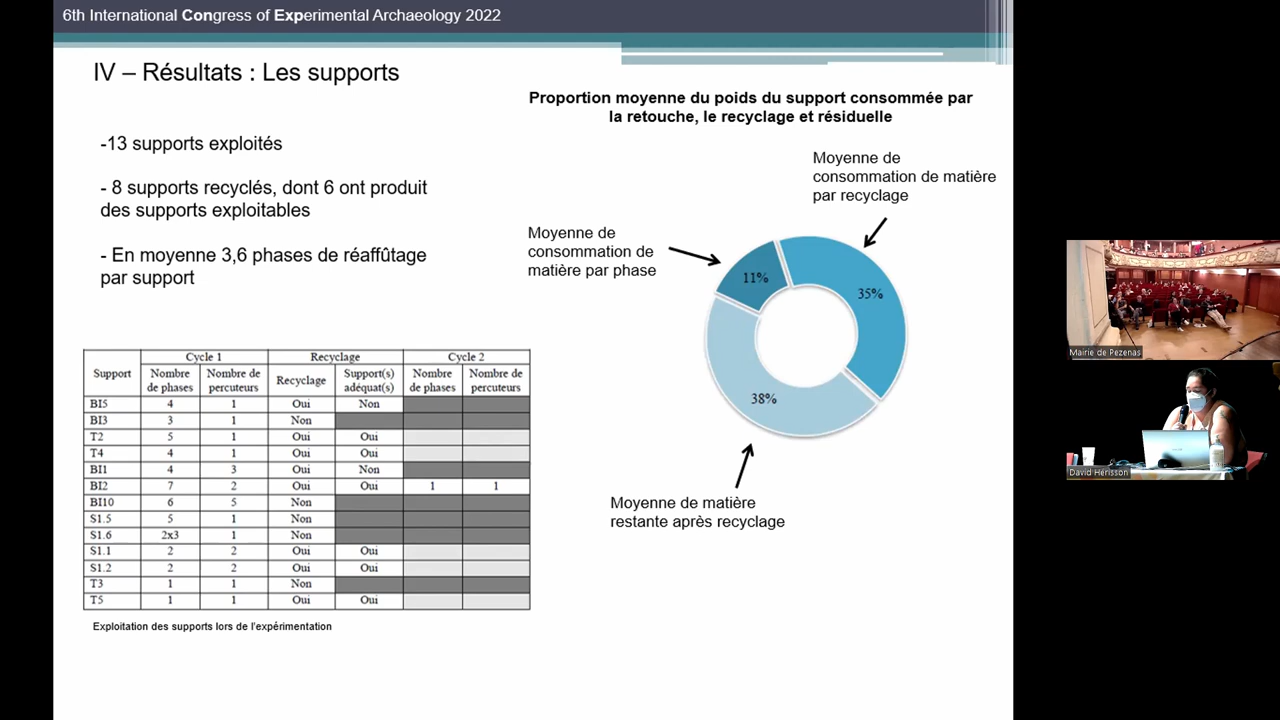 6th International Congress of Experimental Archaeology 2022
IV – Résultats : Les supports
-13 supports exploités
- 8 supports recyclés, dont 6 ont produit
des supports exploitables
- En moyenne 3,6 phases de réaffûtage
par support
Proportion moyenne du poids du support consommée par
la retouche, le recyclage et résiduelle
Moyenne de
consommation de matière
par recyclage
Moyenne de
consommation de
matière par phase
11%
35%
38%
Moyenne de matière
restante après recyclage
Support Cycle 1 Recyclage Cycle 2
Nombre de phases Nombre de percuteurs Recyclage Support(s) adéquat(s) Nombre de phases Nombre de percuteurs
BI5 4 1 Oui Non
BI3 3 1 Non
T2 5 1 Oui Oui
T4 4 1 Oui Oui
BI1 4 3 Oui Non
BI2 7 2 Oui Oui 1 1
BI10 6 5 Non
S1.5 5 1 Non
S1.6 2x3 1 Non
S1.1 2 2 Oui Oui
S1.2 2 2 Oui Oui
T3 1 1 Non
T5 1 1 Oui Oui
Exploitation des supports lors de l'expérimentation
Mairie de Pezenas
David Hérisson